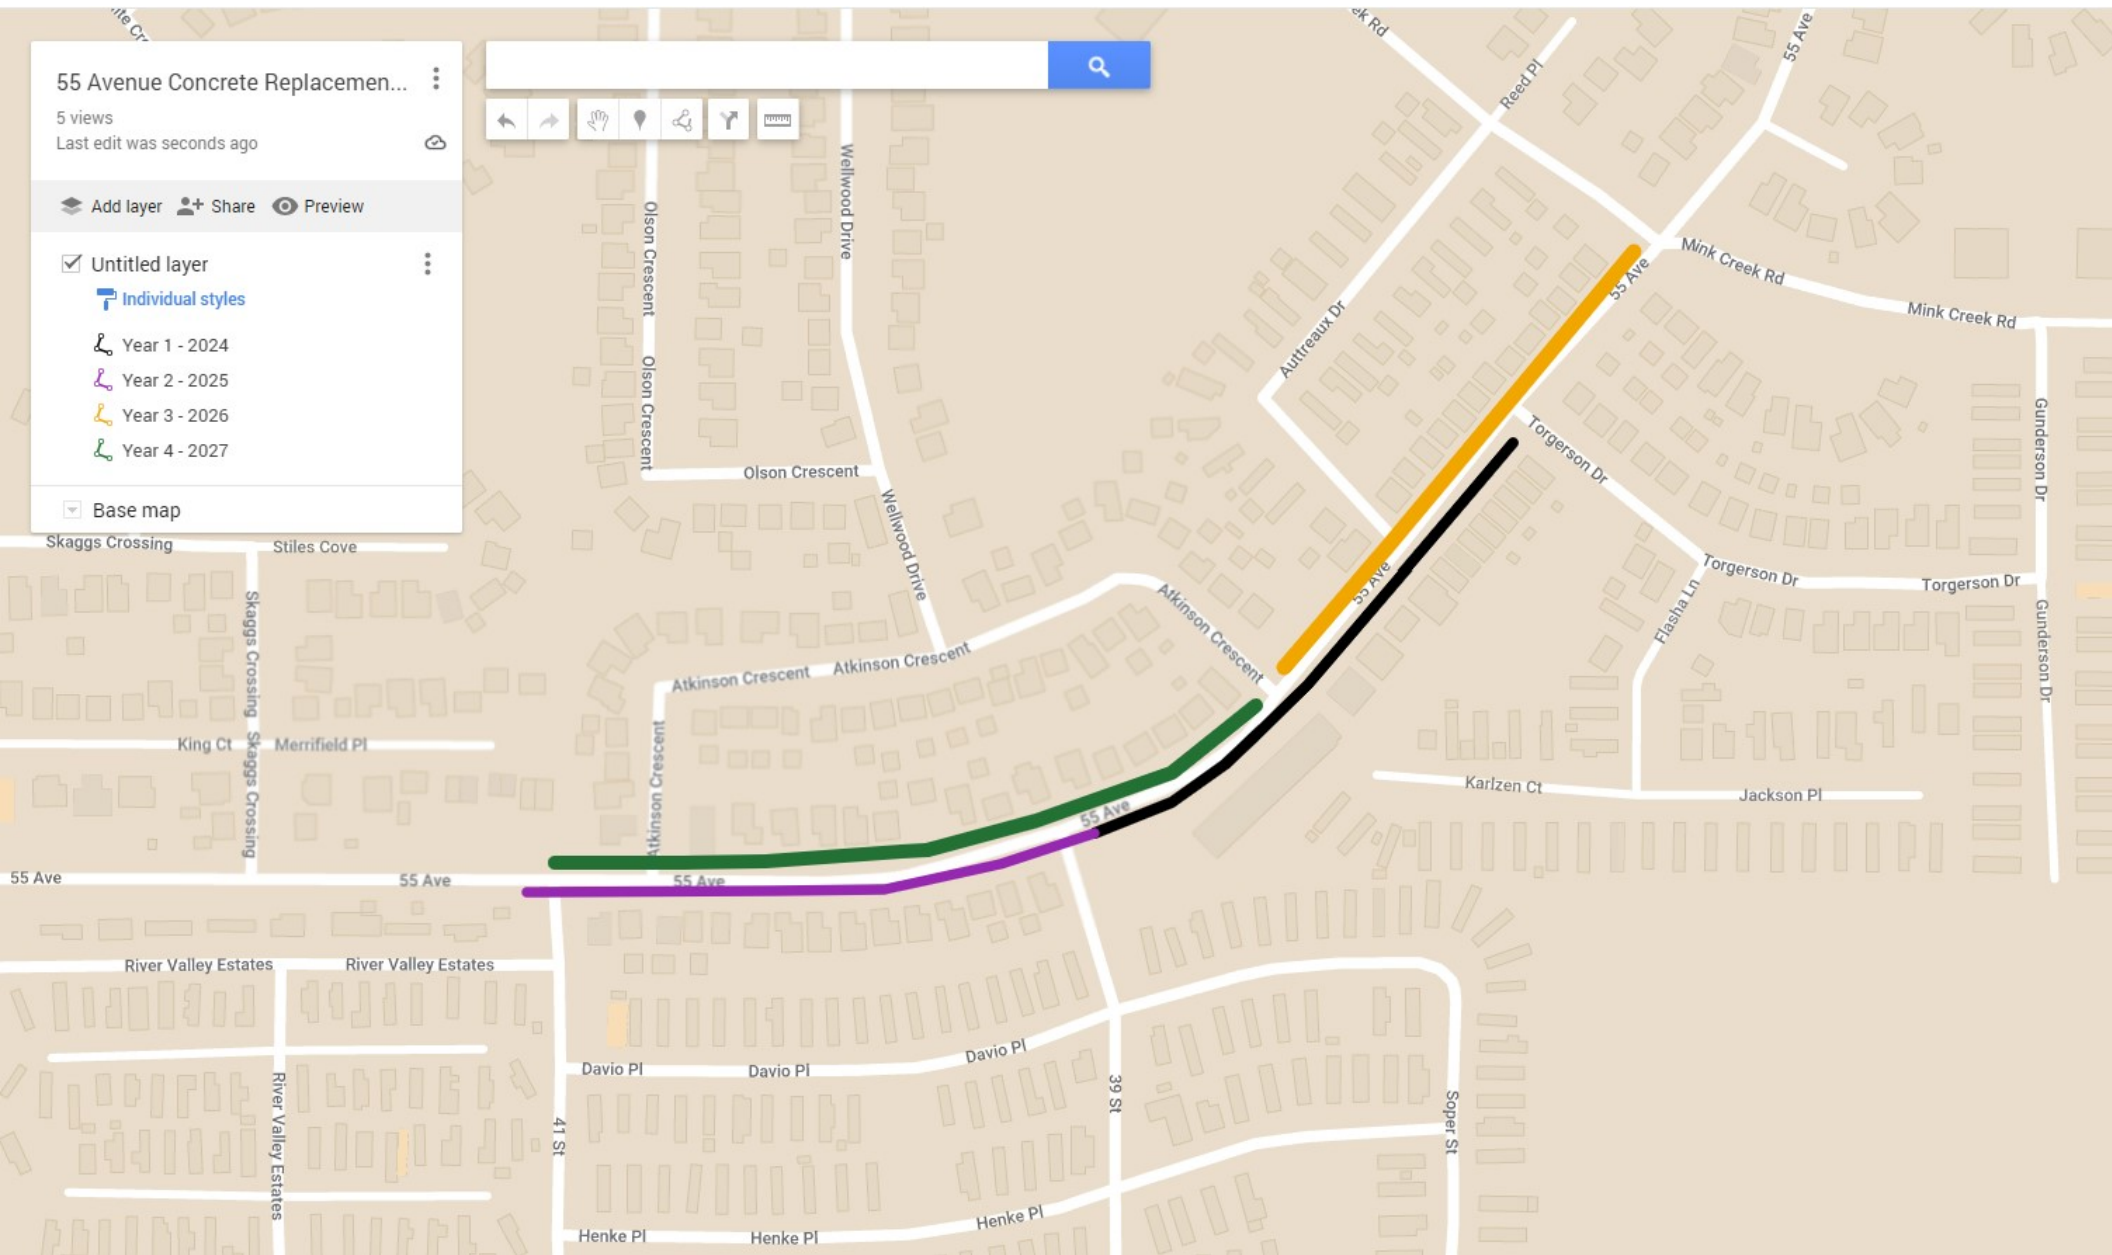 55 Avenue Concrete Replacemen...
5 views
Last edit was seconds ago
Add layer
Share
Preview
Untitled layer
Individual styles
Year 1 - 2024
Year 2 - 2025
Year 3 - 2026
Year 4 - 2027
Base map
ek Rd
Reed Pl
55 Ave
Wellwood Drive
Olson Crescent
Mink Creek Rd
55 Ave
Mink Creek Rd
Auttreaux Dr
Olson Crescent
Gunderson Dr
Torgerson Dr
Olson Crescent
Wellwood Drive
Skaggs Crossing
Stiles Cove
55 Ave
Torgerson Dr
Torgerson Dr
Atkinson Crescent
Flasha Ln
Gunderson Dr
Skaggs Crossing
Atkinson Crescent
Atkinson Crescent
King Ct
Merrifield Pl
Skaggs Crossing
Atkinson Crescent
Karlzen Ct
Jackson Pl
55 Ave
55 Ave
55 Ave
55 Ave
River Valley Estates
River Valley Estates
Davio Pl
Davio Pl
Davio Pl
39 St
41 St
Soper St
River Valley Estates
Henke Pl
Henke Pl
Henke Pl